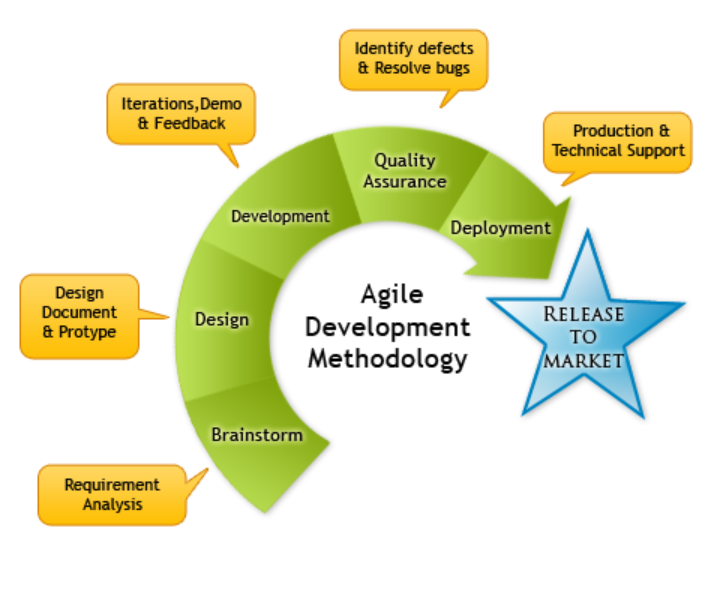 Identify defects
& Resolve bugs
Iterations,Demo
& Feedback
Production &
Technical Support
Quality
Assurance
Development
Deployment
Design
Document
& Protype
Design
Agile
Development
Methodology
RELEASE
TO
MARKET
Brainstorm
Requirement
Analysis